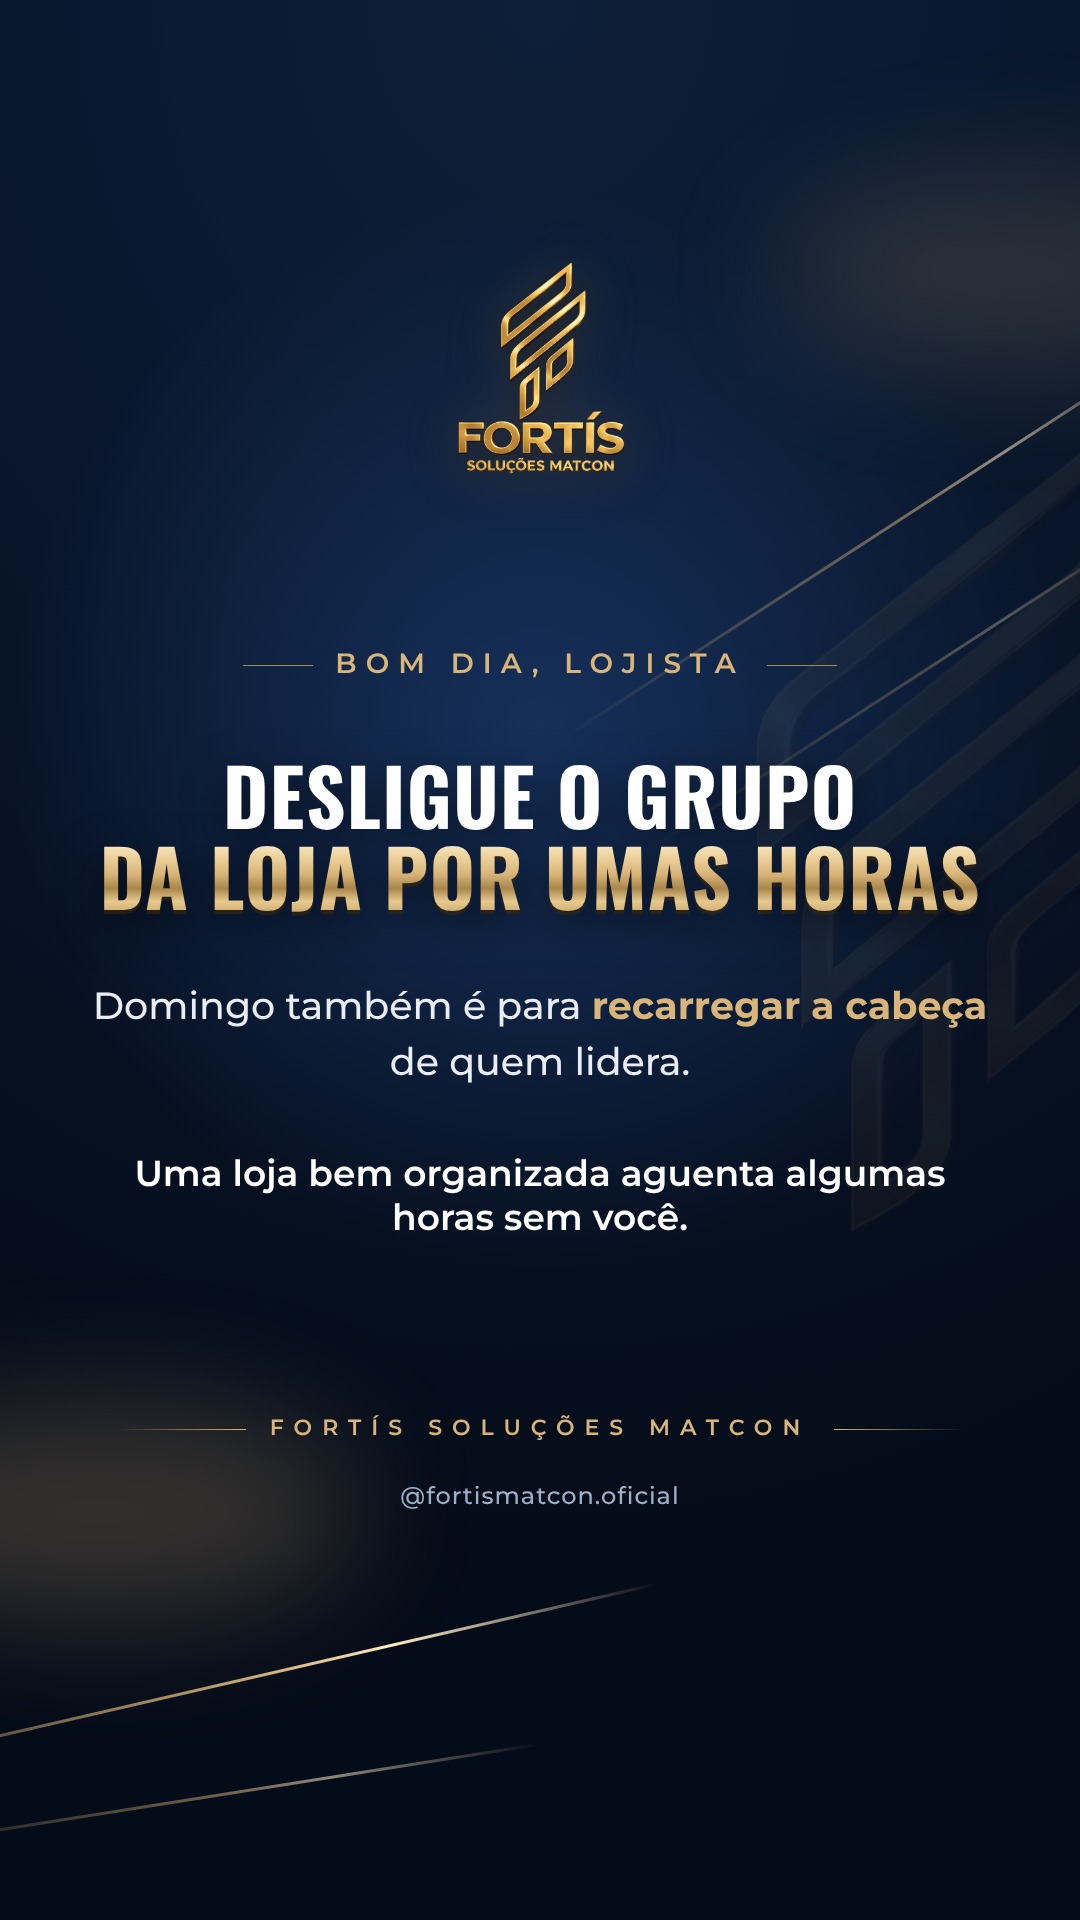 FORTÍS
SOLUÇÕES MATCON
BOM DIA, LOJISTA
DESLIGUE O GRUPO
DA LOJA POR UMAS HORAS
Domingo também é para recarregar a cabeça
de quem lidera.
Uma loja bem organizada aguenta algumas
horas sem você.
FORTÍS SOLUÇÕES MATCON
@fortismatcon.oficial